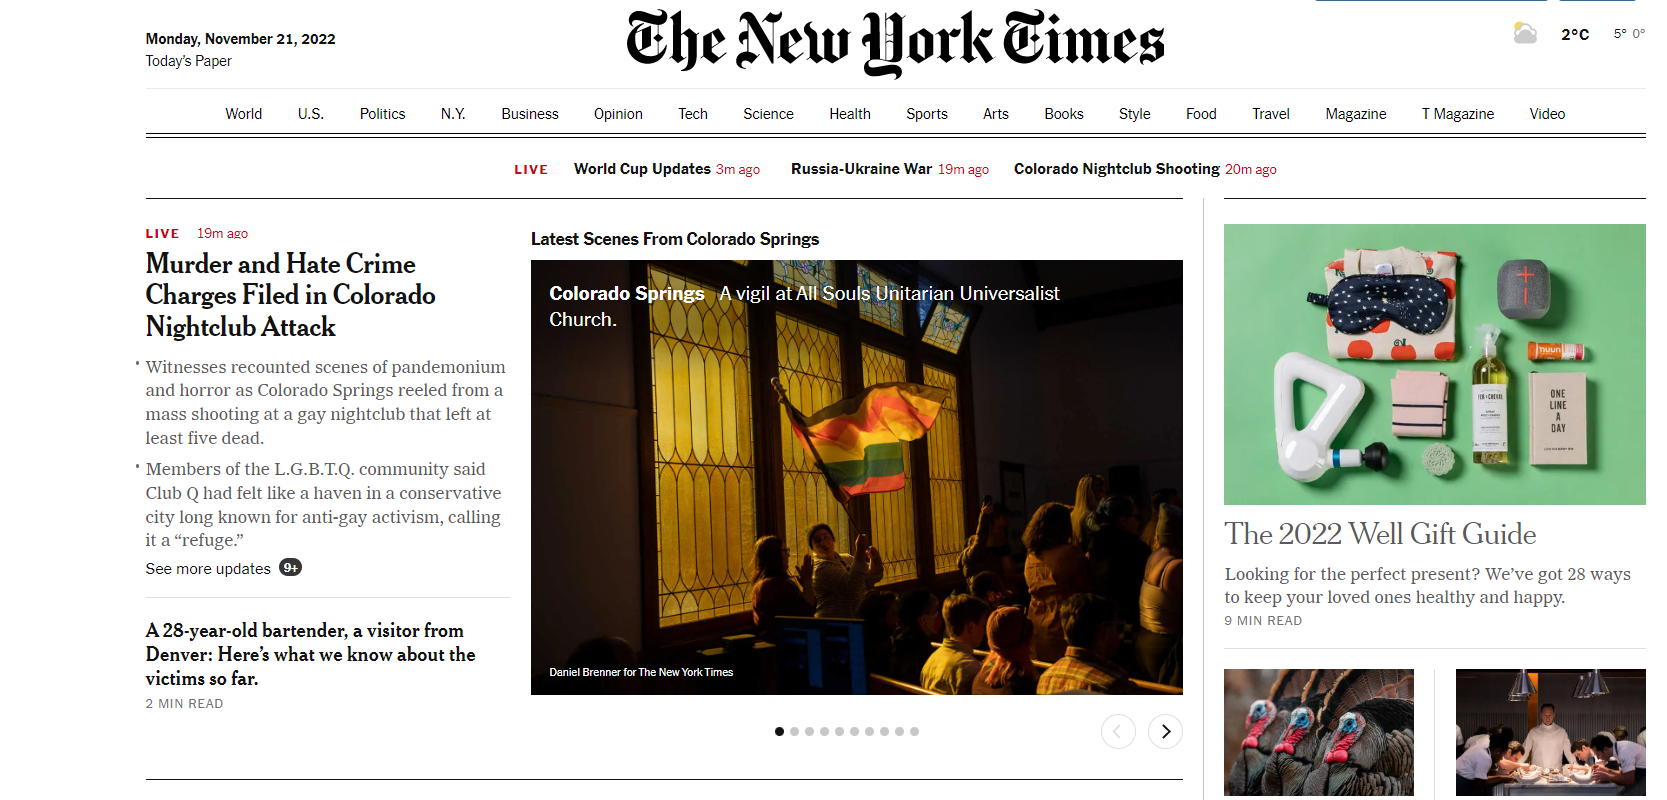 The New York Times
Monday, November 21, 2022
Today's Paper
2°C 5° 0°
World U.S. Politics N.Y. Business Opinion Tech Science Health Sports Arts Books Style Food Travel Magazine T Magazine Video
LIVE World Cup Updates 3m ago Russia-Ukraine War 19m ago Colorado Nightclub Shooting 20m ago
LIVE 19m ago
Murder and Hate Crime
Charges Filed in Colorado
Nightclub Attack
• Witnesses recounted scenes of pandemonium
and horror as Colorado Springs reeled from a
mass shooting at a gay nightclub that left at
least five dead.
• Members of the L.G.B.T.Q. community said
Club Q had felt like a haven in a conservative
city long known for anti-gay activism, calling
it a “refuge.”
See more updates 9+
A 28-year-old bartender, a visitor from
Denver: Here’s what we know about the
victims so far.
2 MIN READ
Latest Scenes From Colorado Springs
Colorado Springs A vigil at All Souls Unitarian Universalist
Church.
Daniel Brenner for The New York Times
nuun
ONE
LINE
A
DAY
The 2022 Well Gift Guide
Looking for the perfect present? We’ve got 28 ways
to keep your loved ones healthy and happy.
9 MIN READ